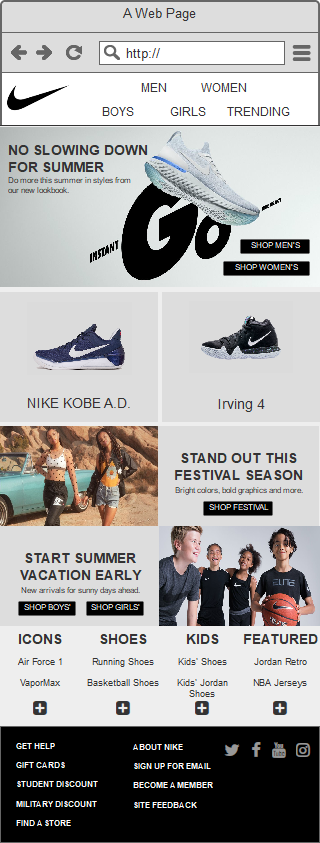 A Web Page
http://
MEN WOMEN
BOYS GIRLS TRENDING
NO SLOWING DOWN
FOR SUMMER
Do more this summer in styles from
our new lookbook.
INSTANT Go
SHOP MEN'S
SHOP WOMEN'S
NIKE KOBE A.D.
Irving 4
STAND OUT THIS
FESTIVAL SEASON
Bright colors, bold graphics and more.
SHOP FESTIVAL
START SUMMER
VACATION EARLY
New arrivals for sunny days ahead.
SHOP BOYS' SHOP GIRLS'
ELITE
ICONS SHOES KIDS FEATURED
Air Force 1 Running Shoes Kids' Shoes Jordan Retro
VaporMax Basketball Shoes Kids' Jordan Shoes NBA Jerseys
GET HELP
GIFT CARDS
STUDENT DISCOUNT
MILITARY DISCOUNT
FIND A STORE
ABOUT NIKE
SIGN UP FOR EMAIL
BECOME A MEMBER
SITE FEEDBACK
You Tube